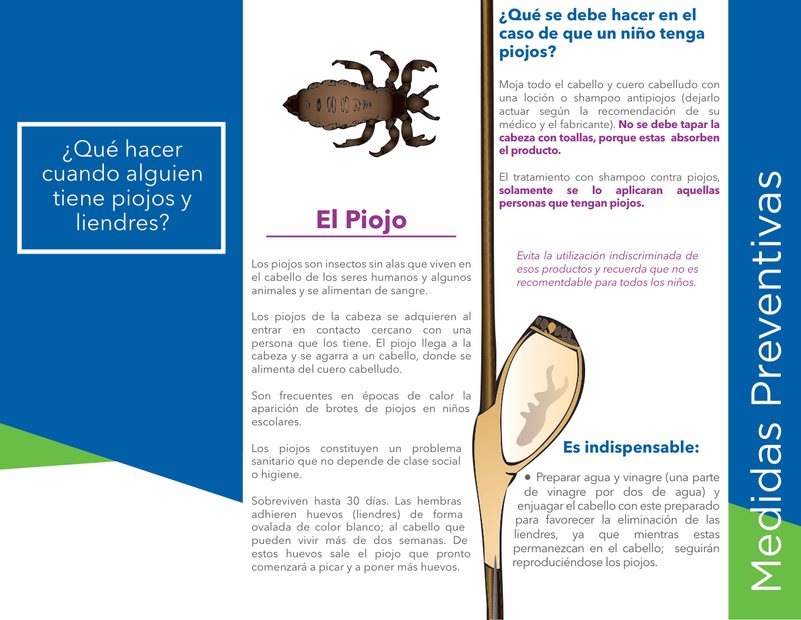 ¿Qué hacer
cuando alguien
tiene piojos y
liendres?
El Piojo
Los piojos son insectos sin alas que viven en
el cabello de los seres humanos y algunos
animales y se alimentan de sangre.
Los piojos de la cabeza se adquieren al
entrar en contacto cercano con una
persona que los tiene. El piojo llega a la
cabeza y se agarra a un cabello, donde se
alimenta del cuero cabelludo.
Son frecuentes en épocas de calor la
aparición de brotes de piojos en niños
escolares.
Los piojos constituyen un problema
sanitario que no depende de clase social
o higiene.
Sobreviven hasta 30 días. Las hembras
adhieren huevos (liendres) de forma
ovalada de color blanco; al cabello que
pueden vivir más de dos semanas. De
estos huevos sale el piojo que pronto
comenzará a picar y a poner más huevos.
¿Qué se debe hacer en el
caso de que un niño tenga
piojos?
Moja todo el cabello y cuero cabelludo con
una loción o shampoo antipiojos (dejarlo
actuar según la recomendación de su
médico y el fabricante). No se debe tapar la
cabeza con toallas, porque estas absorben
el producto.
El tratamiento con shampoo contra piojos,
solamente se lo aplicaran aquellas
personas que tengan piojos.
Evita la utilización indiscriminada de
esos productos y recuerda que no es
recomentdable para todos los niños.
Es indispensable:
• Preparar agua y vinagre (una parte
de vinagre por dos de agua) y
enjuagar el cabello con este preparado
para favorecer la eliminación de las
liendres, ya que mientras estas
permanezcan en el cabello; seguirán
reproduciéndose los piojos.
Medidas Preventivas